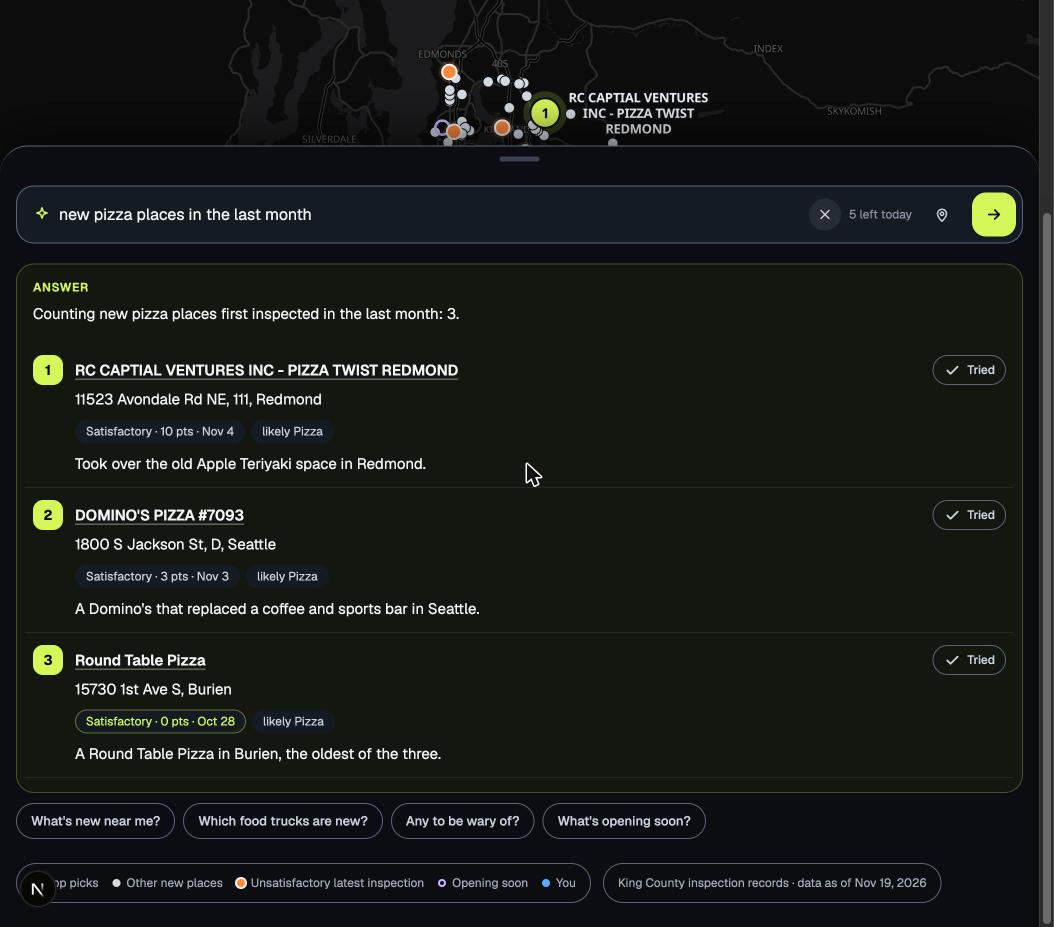 EDMONDS
405
INDEX
RC CAPTIAL VENTURES
INC - PIZZA TWIST
REDMOND
SKYKOMISH
SILVERDALE
1
new pizza places in the last month
5 left today
ANSWER
Counting new pizza places first inspected in the last month: 3.
1
RC CAPTIAL VENTURES INC - PIZZA TWIST REDMOND
Tried
11523 Avondale Rd NE, 111, Redmond
Satisfactory · 10 pts · Nov 4
likely Pizza
Took over the old Apple Teriyaki space in Redmond.
2
DOMINO'S PIZZA #7093
Tried
1800 S Jackson St, D, Seattle
Satisfactory · 3 pts · Nov 3
likely Pizza
A Domino's that replaced a coffee and sports bar in Seattle.
3
Round Table Pizza
Tried
15730 1st Ave S, Burien
Satisfactory · 0 pts · Oct 28
likely Pizza
A Round Table Pizza in Burien, the oldest of the three.
What's new near me?
Which food trucks are new?
Any to be wary of?
What's opening soon?
N
op picks
Other new places
Unsatisfactory latest inspection
Opening soon
You
King County inspection records · data as of Nov 19, 2026